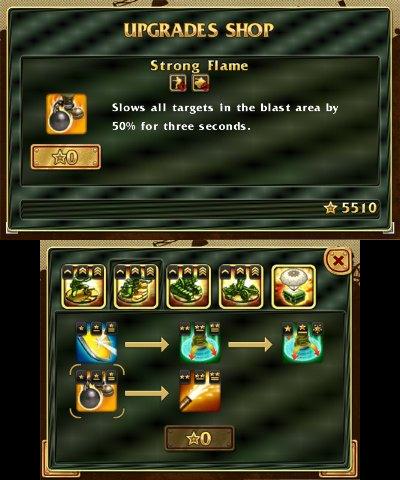 UPGRADES SHOP
Strong Flame
Slows all targets in the blast area by
50% for three seconds.
0
5510
0